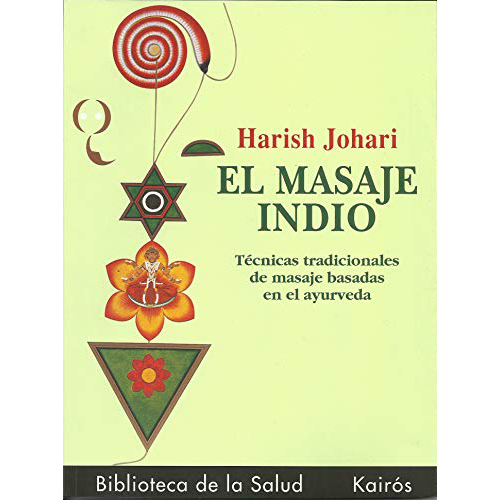 Harish Johari
EL MASAJE
INDIO
Técnicas tradicionales
de masaje basadas
en el ayurveda
Biblioteca de la Salud
Kairós